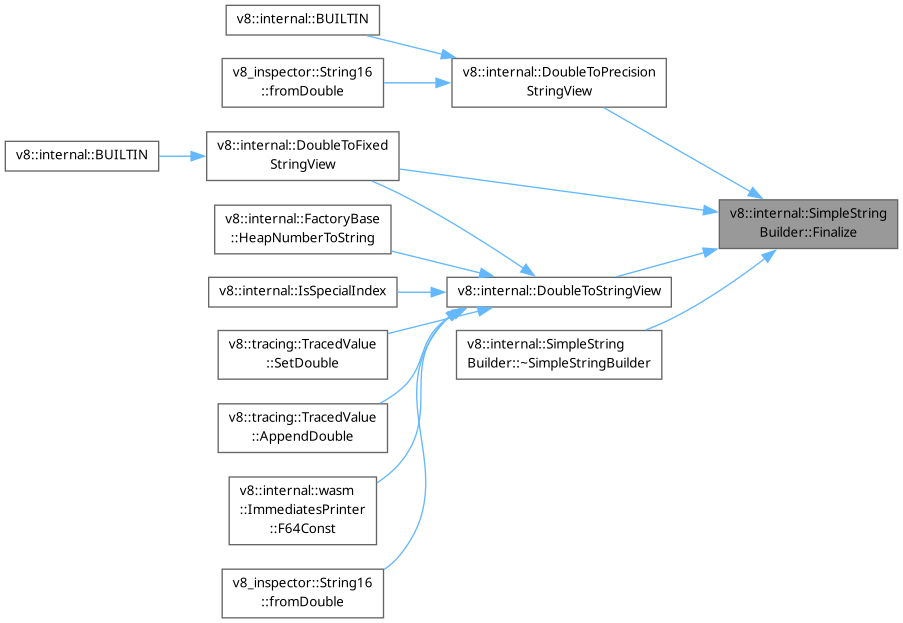 v8::internal::BUILTIN
v8_inspector::String16
::fromDouble
v8::internal::DoubleToPrecision
StringView
v8::internal::DoubleToFixed
StringView
v8::internal::BUILTIN
v8::internal::SimpleString
Builder::Finalize
v8::internal::FactoryBase
::HeapNumberToString
v8::internal::IsSpecialIndex
v8::internal::DoubleToStringView
v8::tracing::TracedValue
::SetDouble
v8::internal::SimpleString
Builder::~SimpleStringBuilder
v8::tracing::TracedValue
::AppendDouble
v8::internal::wasm
::ImmediatesPrinter
::F64Const
v8_inspector::String16
::fromDouble